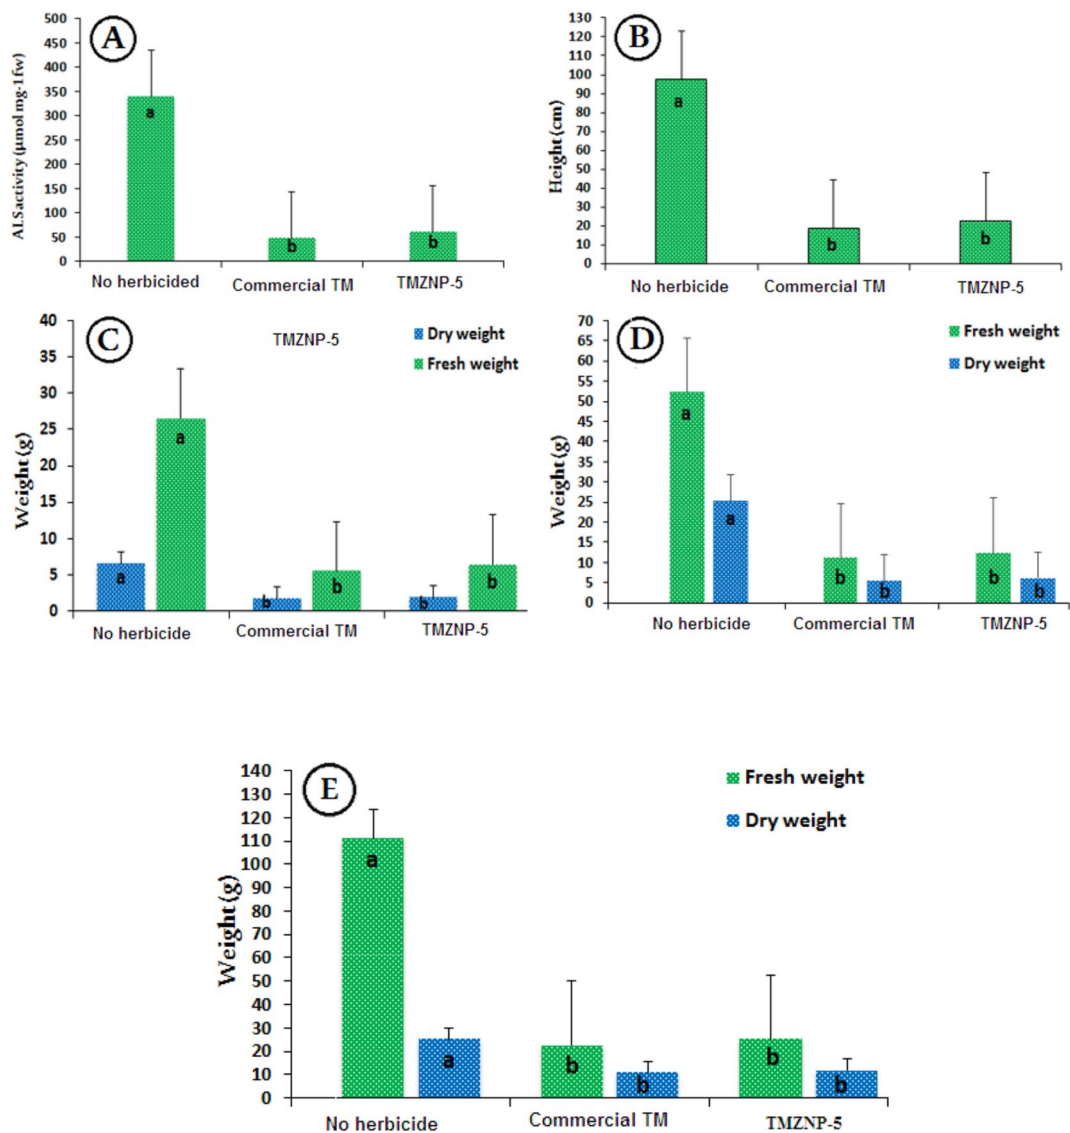 A
500
450
400
350
300
250
200
150
100
50
0
ALSactivity (µmol mg-1fw)
a
b
b
No herbicided Commercial TM TMZNP-5
B
130
120
110
100
90
80
70
60
50
40
30
20
10
0
Height (cm)
a
b
b
No herbicide Commercial TM TMZNP-5
C
TMZNP-5
Dry weight
Fresh weight
40
35
30
25
20
15
10
5
0
Weight (g)
a a
b b
b b
No herbicide Commercial TM TMZNP-5
D
Fresh weight
Dry weight
70
65
60
55
50
45
40
35
30
25
20
15
10
5
0
Weight (g)
a a
b b
b b
No herbicide Commercial TM TMZNP-5
E
Fresh weight
Dry weight
140
130
120
110
100
90
80
70
60
50
40
30
20
10
0
Weight (g)
a a
b b
b b
No herbicide Commercial TM TMZNP-5